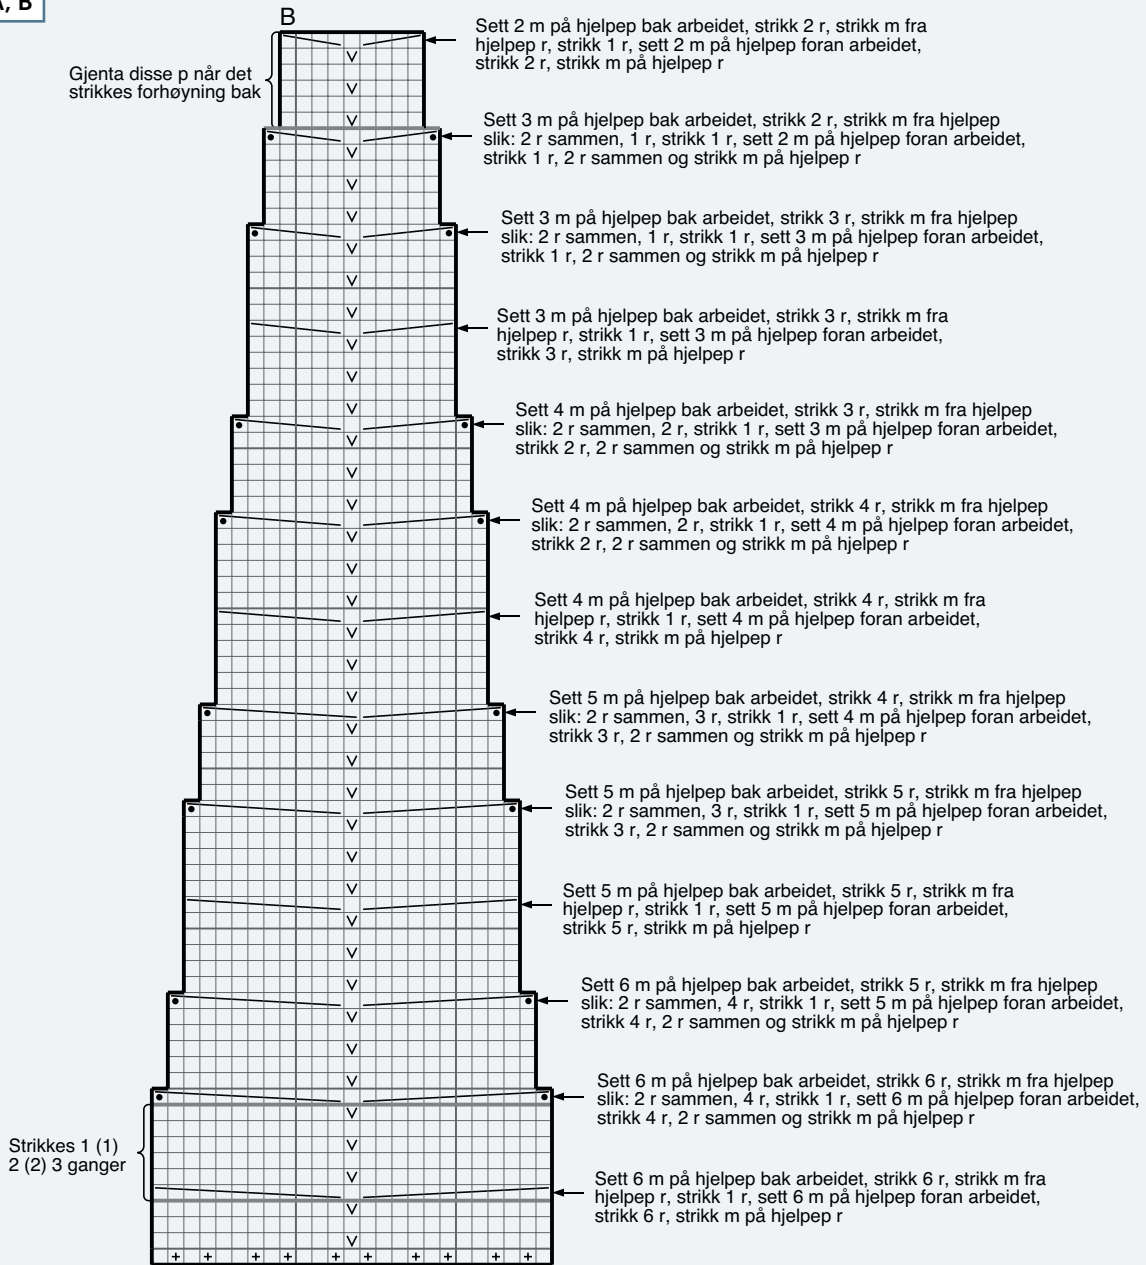 A, B
B
Sett 2 m på hjelpep bak arbeidet, strikk 2 r, strikk m fra
hjelpep r, strikk 1 r, sett 2 m på hjelpep foran arbeidet,
strikk 2 r, strikk m på hjelpep r
Gjenta disse p når det
strikkes forhøyning bak
Sett 3 m på hjelpep bak arbeidet, strikk 2 r, strikk m fra hjelpep
slik: 2 r sammen, 1 r, strikk 1 r, sett 2 m på hjelpep foran arbeidet,
strikk 1 r, 2 r sammen og strikk m på hjelpep r
Sett 3 m på hjelpep bak arbeidet, strikk 3 r, strikk m fra hjelpep
slik: 2 r sammen, 1 r, strikk 1 r, sett 3 m på hjelpep foran arbeidet,
strikk 1 r, 2 r sammen og strikk m på hjelpep r
Sett 3 m på hjelpep bak arbeidet, strikk 3 r, strikk m fra
hjelpep r, strikk 1 r, sett 3 m på hjelpep foran arbeidet,
strikk 3 r, strikk m på hjelpep r
Sett 4 m på hjelpep bak arbeidet, strikk 3 r, strikk m fra hjelpep
slik: 2 r sammen, 2 r, strikk 1 r, sett 3 m på hjelpep foran arbeidet,
strikk 2 r, 2 r sammen og strikk m på hjelpep r
Sett 4 m på hjelpep bak arbeidet, strikk 4 r, strikk m fra hjelpep
slik: 2 r sammen, 2 r, strikk 1 r, sett 4 m på hjelpep foran arbeidet,
strikk 2 r, 2 r sammen og strikk m på hjelpep r
Sett 4 m på hjelpep bak arbeidet, strikk 4 r, strikk m fra
hjelpep r, strikk 1 r, sett 4 m på hjelpep foran arbeidet,
strikk 4 r, strikk m på hjelpep r
Sett 5 m på hjelpep bak arbeidet, strikk 4 r, strikk m fra hjelpep
slik: 2 r sammen, 3 r, strikk 1 r, sett 4 m på hjelpep foran arbeidet,
strikk 3 r, 2 r sammen og strikk m på hjelpep r
Sett 5 m på hjelpep bak arbeidet, strikk 5 r, strikk m fra hjelpep
slik: 2 r sammen, 3 r, strikk 1 r, sett 5 m på hjelpep foran arbeidet,
strikk 3 r, 2 r sammen og strikk m på hjelpep r
Sett 5 m på hjelpep bak arbeidet, strikk 5 r, strikk m fra
hjelpep r, strikk 1 r, sett 5 m på hjelpep foran arbeidet,
strikk 5 r, strikk m på hjelpep r
Sett 6 m på hjelpep bak arbeidet, strikk 5 r, strikk m fra hjelpep
slik: 2 r sammen, 4 r, strikk 1 r, sett 5 m på hjelpep foran arbeidet,
strikk 4 r, 2 r sammen og strikk m på hjelpep r
Sett 6 m på hjelpep bak arbeidet, strikk 6 r, strikk m fra hjelpep
slik: 2 r sammen, 4 r, strikk 1 r, sett 6 m på hjelpep foran arbeidet,
strikk 4 r, 2 r sammen og strikk m på hjelpep r
Strikkes 1 (1)
2 (2) 3 ganger
Sett 6 m på hjelpep bak arbeidet, strikk 6 r, strikk m fra
hjelpep r, strikk 1 r, sett 6 m på hjelpep foran arbeidet,
strikk 6 r, strikk m på hjelpep r